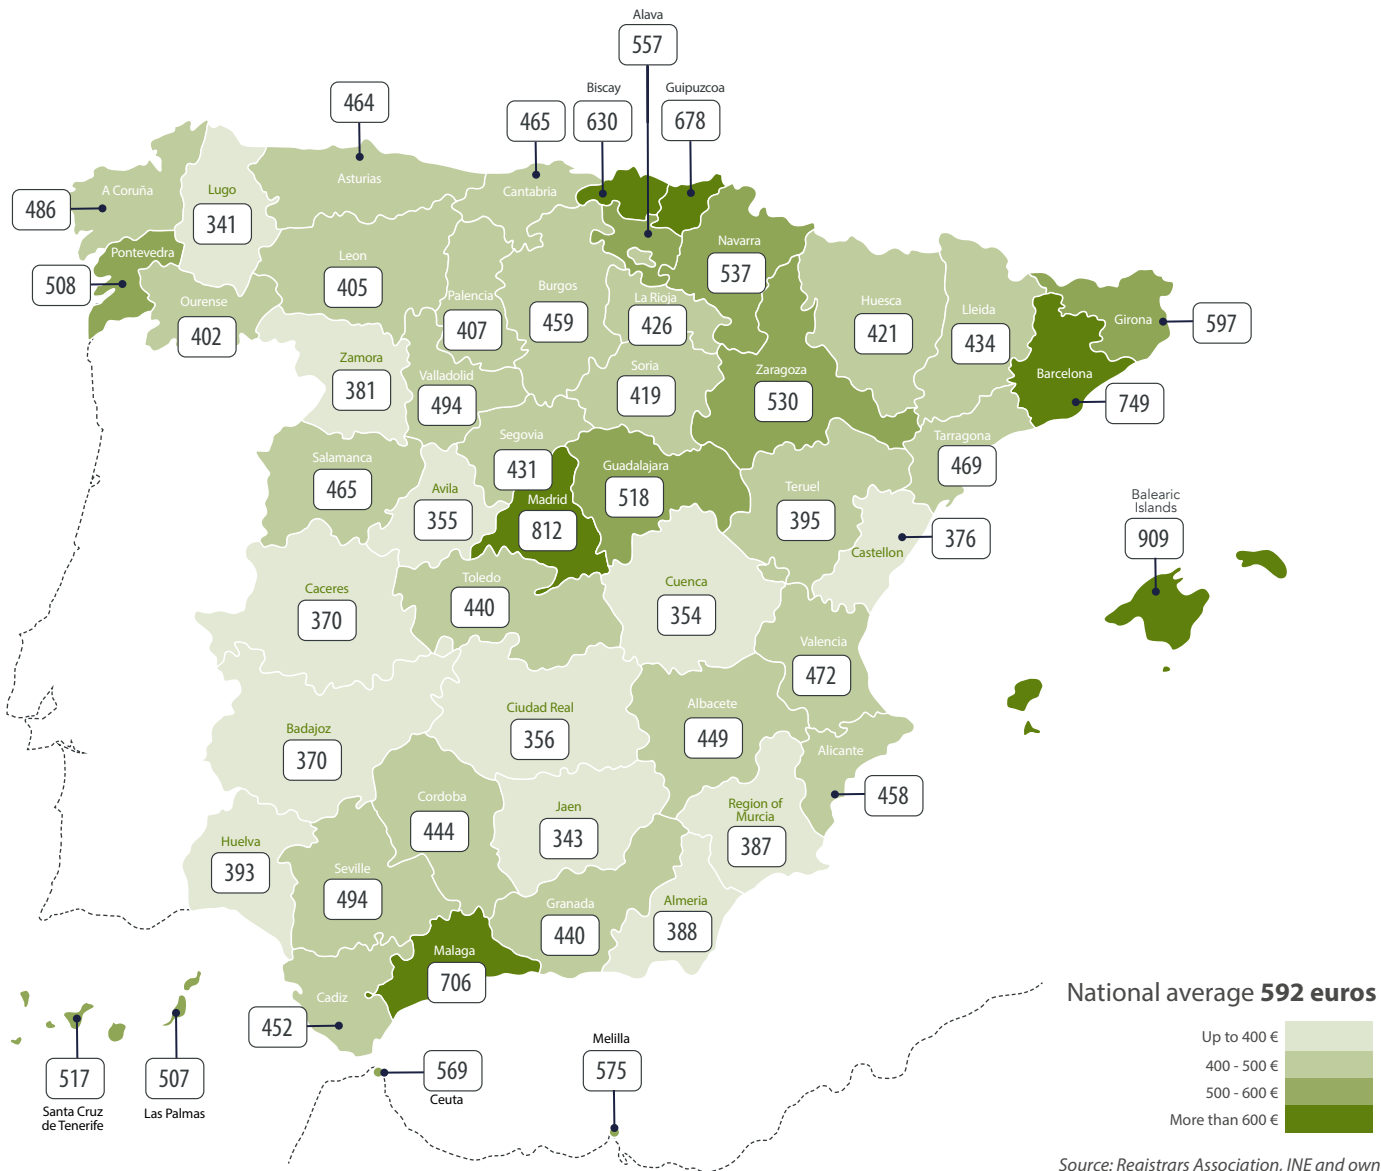 Alava
557
Biscay
630
Guipuzcoa
678
464
465
Asturias
Cantabria
A Coruña
486
Lugo
341
Pontevedra
508
Ourense
402
Leon
405
Palencia
407
Burgos
459
La Rioja
426
Navarra
537
Huesca
421
Lleida
434
Girona
597
Barcelona
749
Zamora
381
Valladolid
494
Soria
419
Zaragoza
530
Tarragona
469
Salamanca
465
Avila
355
Segovia
431
Madrid
812
Guadalajara
518
Teruel
395
Castellon
376
Balearic
Islands
909
Caceres
370
Toledo
440
Cuenca
354
Valencia
472
Badajoz
370
Ciudad Real
356
Albacete
449
Alicante
458
Huelva
393
Cordoba
444
Jaen
343
Region of
Murcia
387
Seville
494
Granada
440
Almeria
388
Malaga
706
Cadiz
452
569
Ceuta
Melilla
575
517
Santa Cruz
de Tenerife
507
Las Palmas
National average 592 euros
Up to 400 €
400 - 500 €
500 - 600 €
More than 600 €
Source: Registrars Association, INE and own